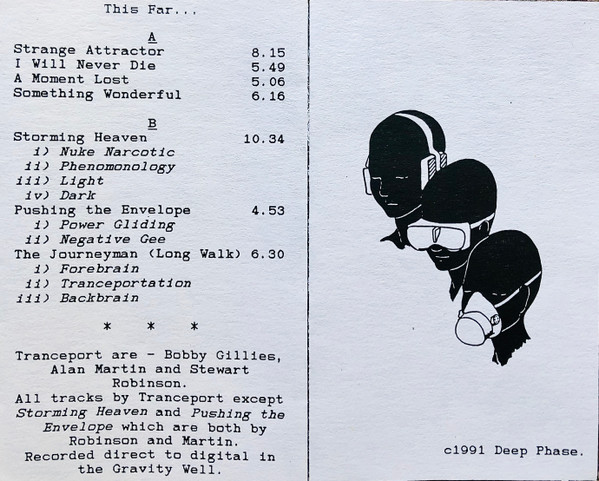 This Far...
A
Strange Attractor 8.15
I Will Never Die 5.49
A Moment Lost 5.06
Something Wonderful 6.16
B
Storming Heaven 10.34
i) Nuke Narcotic
ii) Phenomonology
iii) Light
iv) Dark
Pushing the Envelope 4.53
i) Power Gliding
ii) Negative Gee
The Journeyman (Long Walk) 6.30
i) Forebrain
ii) Tranceportation
iii) Backbrain
* * *
Tranceport are - Bobby Gillies,
Alan Martin and Stewart
Robinson.
All tracks by Tranceport except
Storming Heaven and Pushing the
Envelope which are both by
Robinson and Martin.
Recorded direct to digital in
the Gravity Well.
c1991 Deep Phase.